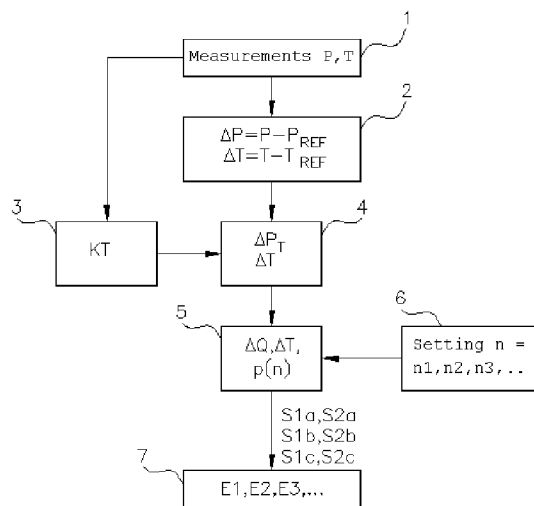 1
Measurements P,T
2
ΔP=P-PREF
ΔT=T-TREF
3
KT
4
ΔPT
ΔT
5
ΔQ,ΔT,
p(n)
6
Setting n =
n1,n2,n3,..
S1a,S2a
S1b,S2b
S1c,S2c
7
E1,E2,E3,...